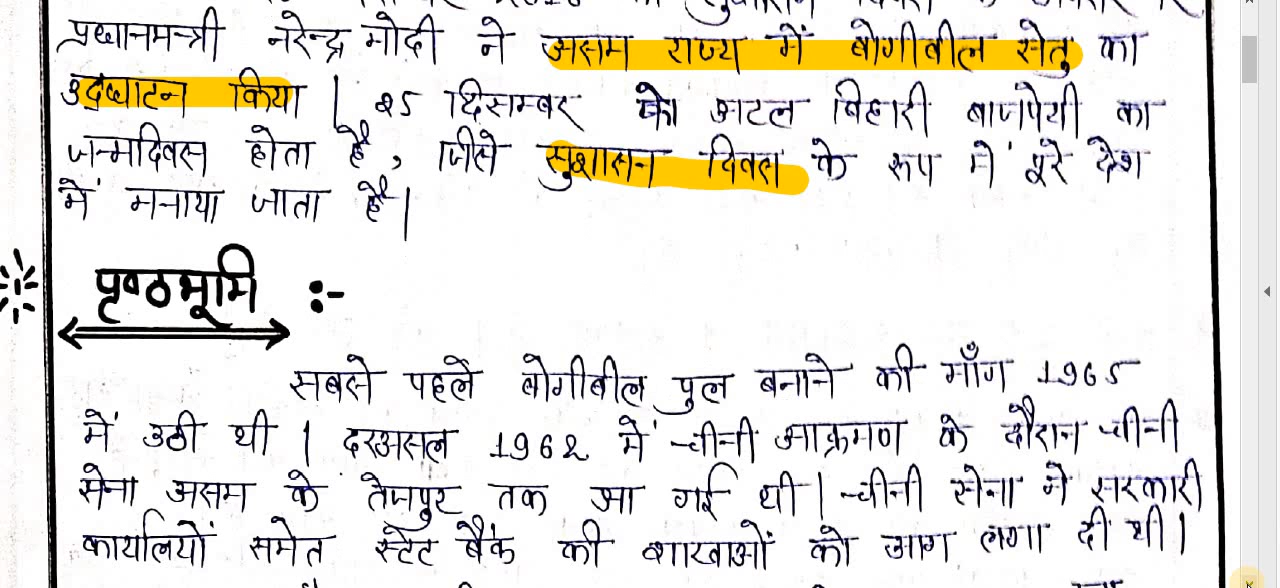 प्रधानमन्त्री नरेन्द्र मोदी ने असम राज्य में बोगीबील सेतु का
उद्घाटन किया | 25 दिसम्बर को अटल बिहारी बाजपेयी का
जन्मदिवस होता है, जिसे सुशासन दिवस के रूप में पूरे देश
में मनाया जाता है|
पृष्ठभूमि :-
सबसे पहले बोगीबील पुल बनाने की माँग 1965
में उठी थी | दरअसल 1962 में चीनी आक्रमण के दौरान चीनी
सेना असम के तेजपुर तक आ गई थी | चीनी सेना ने सरकारी
कार्यालयों समेत स्टेट बैंक की शाखाओं को आग लगा दी थी|